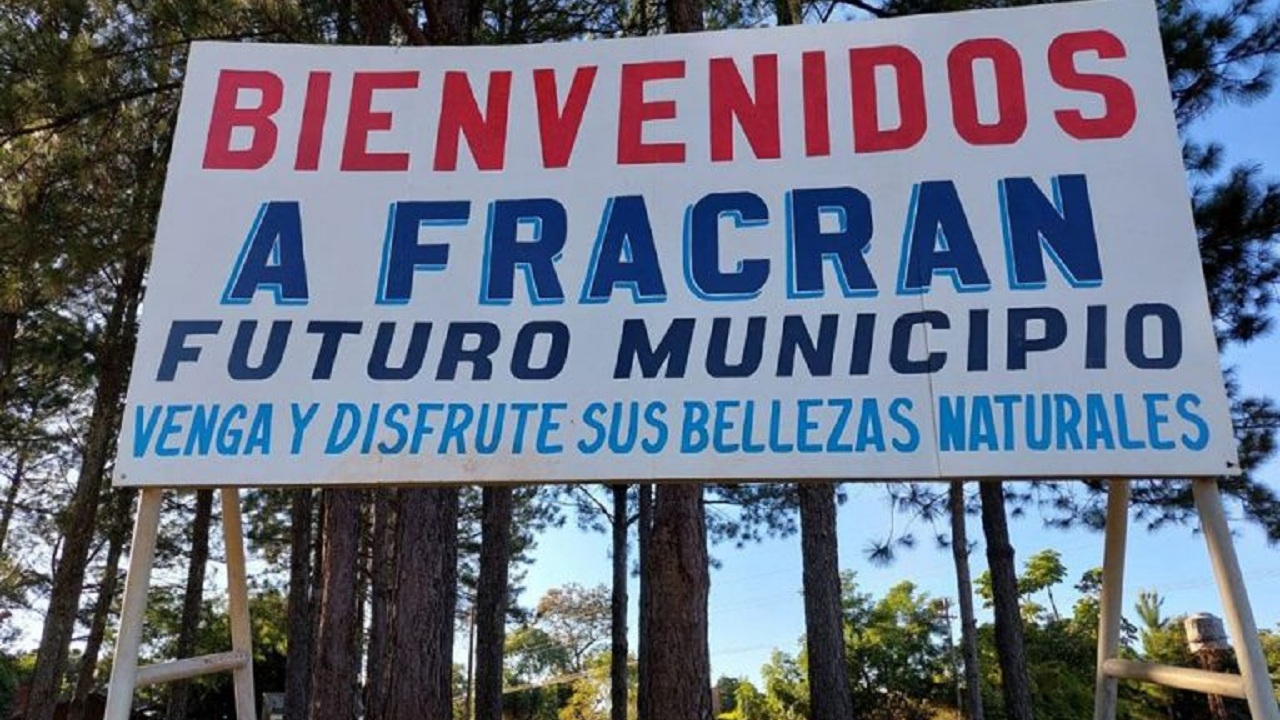 BIENVENIDOS
A FRACRAN
FUTURO MUNICIPIO
VENGA Y DISFRUTE SUS BELLEZAS NATURALES